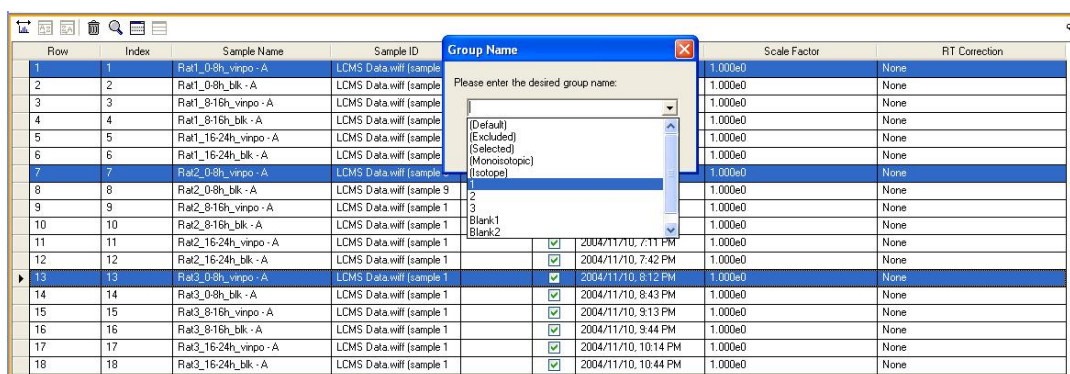 Row Index Sample Name Sample ID Scale Factor RT Correction
Group Name
Please enter the desired group name:
(Default)
(Excluded)
(Selected)
(Monoisotopic)
(Isotope)
1
2
3
Blank1
Blank2
1 1 Rat1_0-8h_vinpo - A LCMS Data.wiff (sample 1.000e0 None
2 2 Rat1_0-8h_blk - A LCMS Data.wiff (sample 1.000e0 None
3 3 Rat1_8-16h_vinpo - A LCMS Data.wiff (sample 1.000e0 None
4 4 Rat1_8-16h_blk - A LCMS Data.wiff (sample 1.000e0 None
5 5 Rat1_16-24h_vinpo - A LCMS Data.wiff (sample 1.000e0 None
6 6 Rat1_16-24h_blk - A LCMS Data.wiff (sample 1.000e0 None
7 7 Rat2_0-8h_vinpo - A LCMS Data.wiff (sample 1.000e0 None
8 8 Rat2_0-8h_blk - A LCMS Data.wiff (sample 9 1.000e0 None
9 9 Rat2_8-16h_vinpo - A LCMS Data.wiff (sample 1 1.000e0 None
10 10 Rat2_8-16h_blk - A LCMS Data.wiff (sample 1 1.000e0 None
11 11 Rat2_16-24h_vinpo - A LCMS Data.wiff (sample 1 2004/11/10, 7:11 PM 1.000e0 None
12 12 Rat2_16-24h_blk - A LCMS Data.wiff (sample 1 2004/11/10, 7:42 PM 1.000e0 None
13 13 Rat3_0-8h_vinpo - A LCMS Data.wiff (sample 1 2004/11/10, 8:12 PM 1.000e0 None
14 14 Rat3_0-8h_blk - A LCMS Data.wiff (sample 1 2004/11/10, 8:43 PM 1.000e0 None
15 15 Rat3_8-16h_vinpo - A LCMS Data.wiff (sample 1 2004/11/10, 9:13 PM 1.000e0 None
16 16 Rat3_8-16h_blk - A LCMS Data.wiff (sample 1 2004/11/10, 9:44 PM 1.000e0 None
17 17 Rat3_16-24h_vinpo - A LCMS Data.wiff (sample 1 2004/11/10, 10:14 PM 1.000e0 None
18 18 Rat3_16-24h_blk - A LCMS Data.wiff (sample 1 2004/11/10, 10:44 PM 1.000e0 None